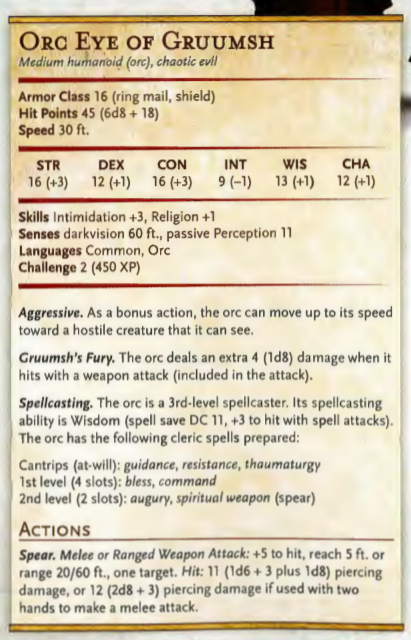 ORC EYE OF GRUUMSH
Medium humanoid (orc), chaotic evil
Armor Class 16 (ring mail, shield)
Hit Points 45 (6d8 + 18)
Speed 30 ft.
STR DEX CON INT WIS CHA
16 (+3) 12 (+1) 16 (+3) 9 (−1) 13 (+1) 12 (+1)
Skills Intimidation +3, Religion +1
Senses darkvision 60 ft., passive Perception 11
Languages Common, Orc
Challenge 2 (450 XP)
Aggressive. As a bonus action, the orc can move up to its speed
toward a hostile creature that it can see.
Gruumsh's Fury. The orc deals an extra 4 (1d8) damage when it
hits with a weapon attack (included in the attack).
Spellcasting. The orc is a 3rd-level spellcaster. Its spellcasting
ability is Wisdom (spell save DC 11, +3 to hit with spell attacks).
The orc has the following cleric spells prepared:
Cantrips (at-will): guidance, resistance, thaumaturgy
1st level (4 slots): bless, command
2nd level (2 slots): augury, spiritual weapon (spear)
ACTIONS
Spear. Melee or Ranged Weapon Attack: +5 to hit, reach 5 ft. or
range 20/60 ft., one target. Hit: 11 (1d6 + 3 plus 1d8) piercing
damage, or 12 (2d8 + 3) piercing damage if used with two
hands to make a melee attack.